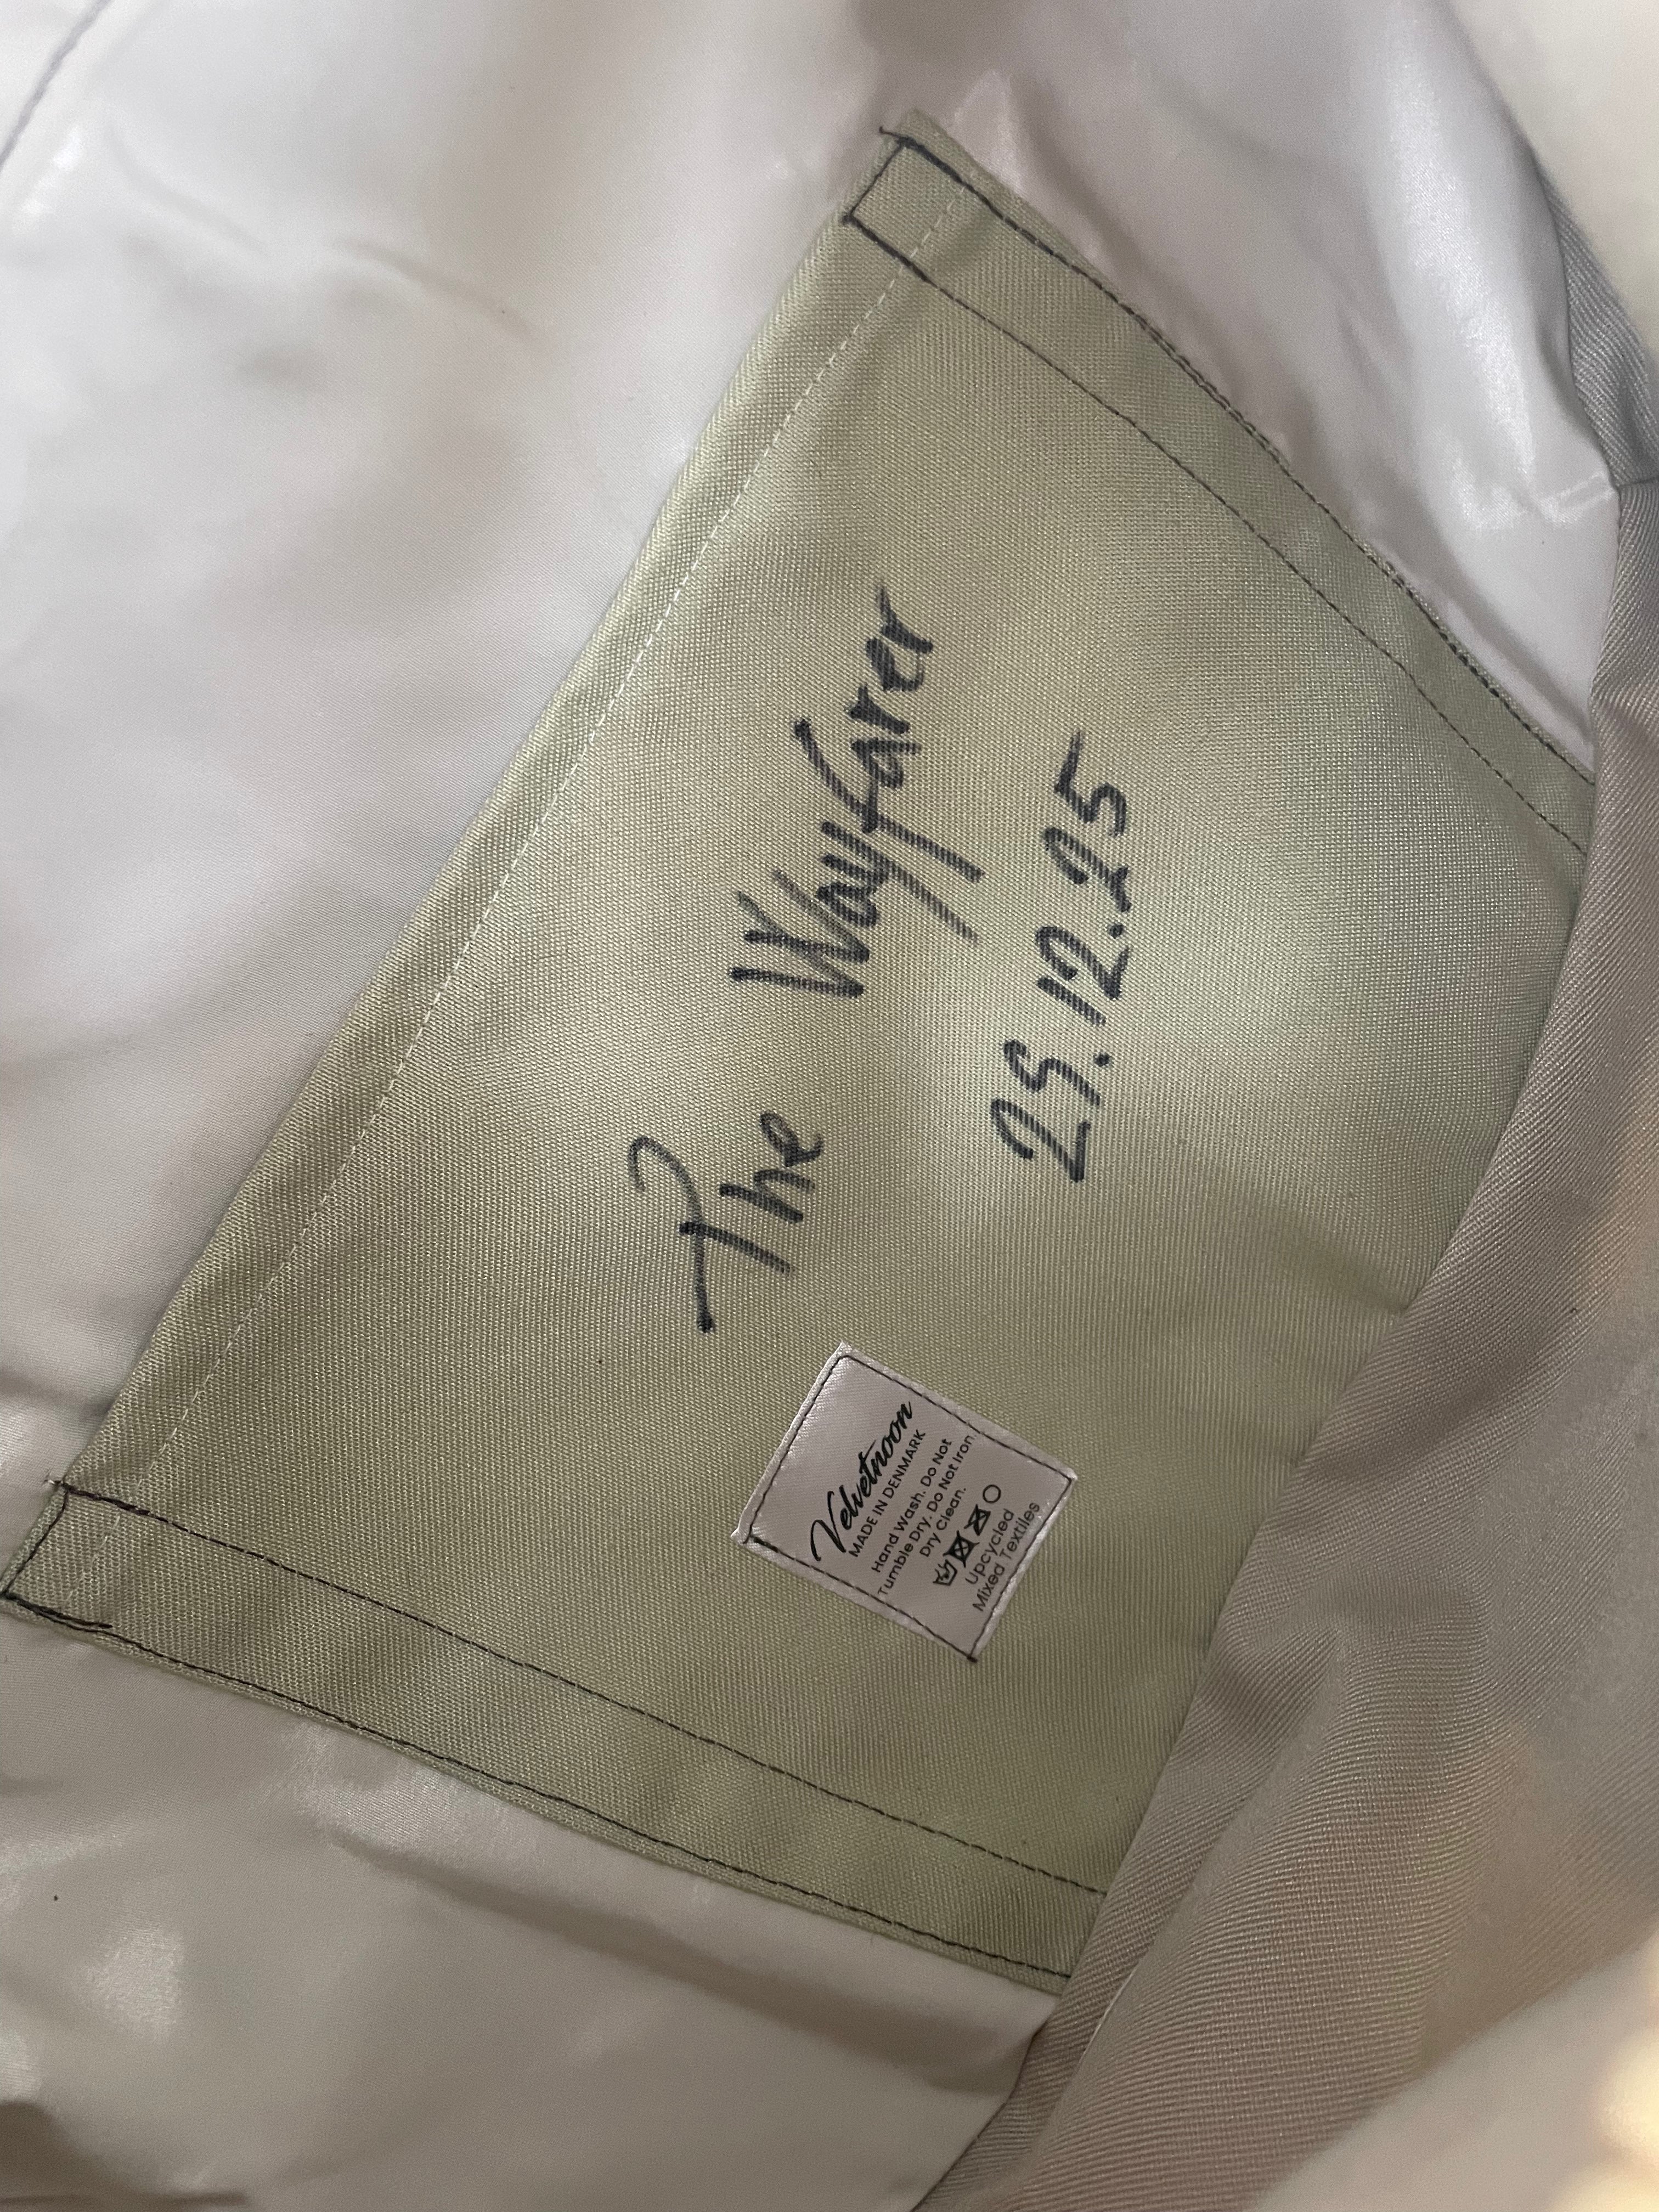 The Wayfarer
29.12.25
Velvetnoon
MADE IN DENMARK
Hand Wash. Do Not
Tumble Dry. Do Not Iron
Dry Clean.
Upcycled
Mixed Textiles